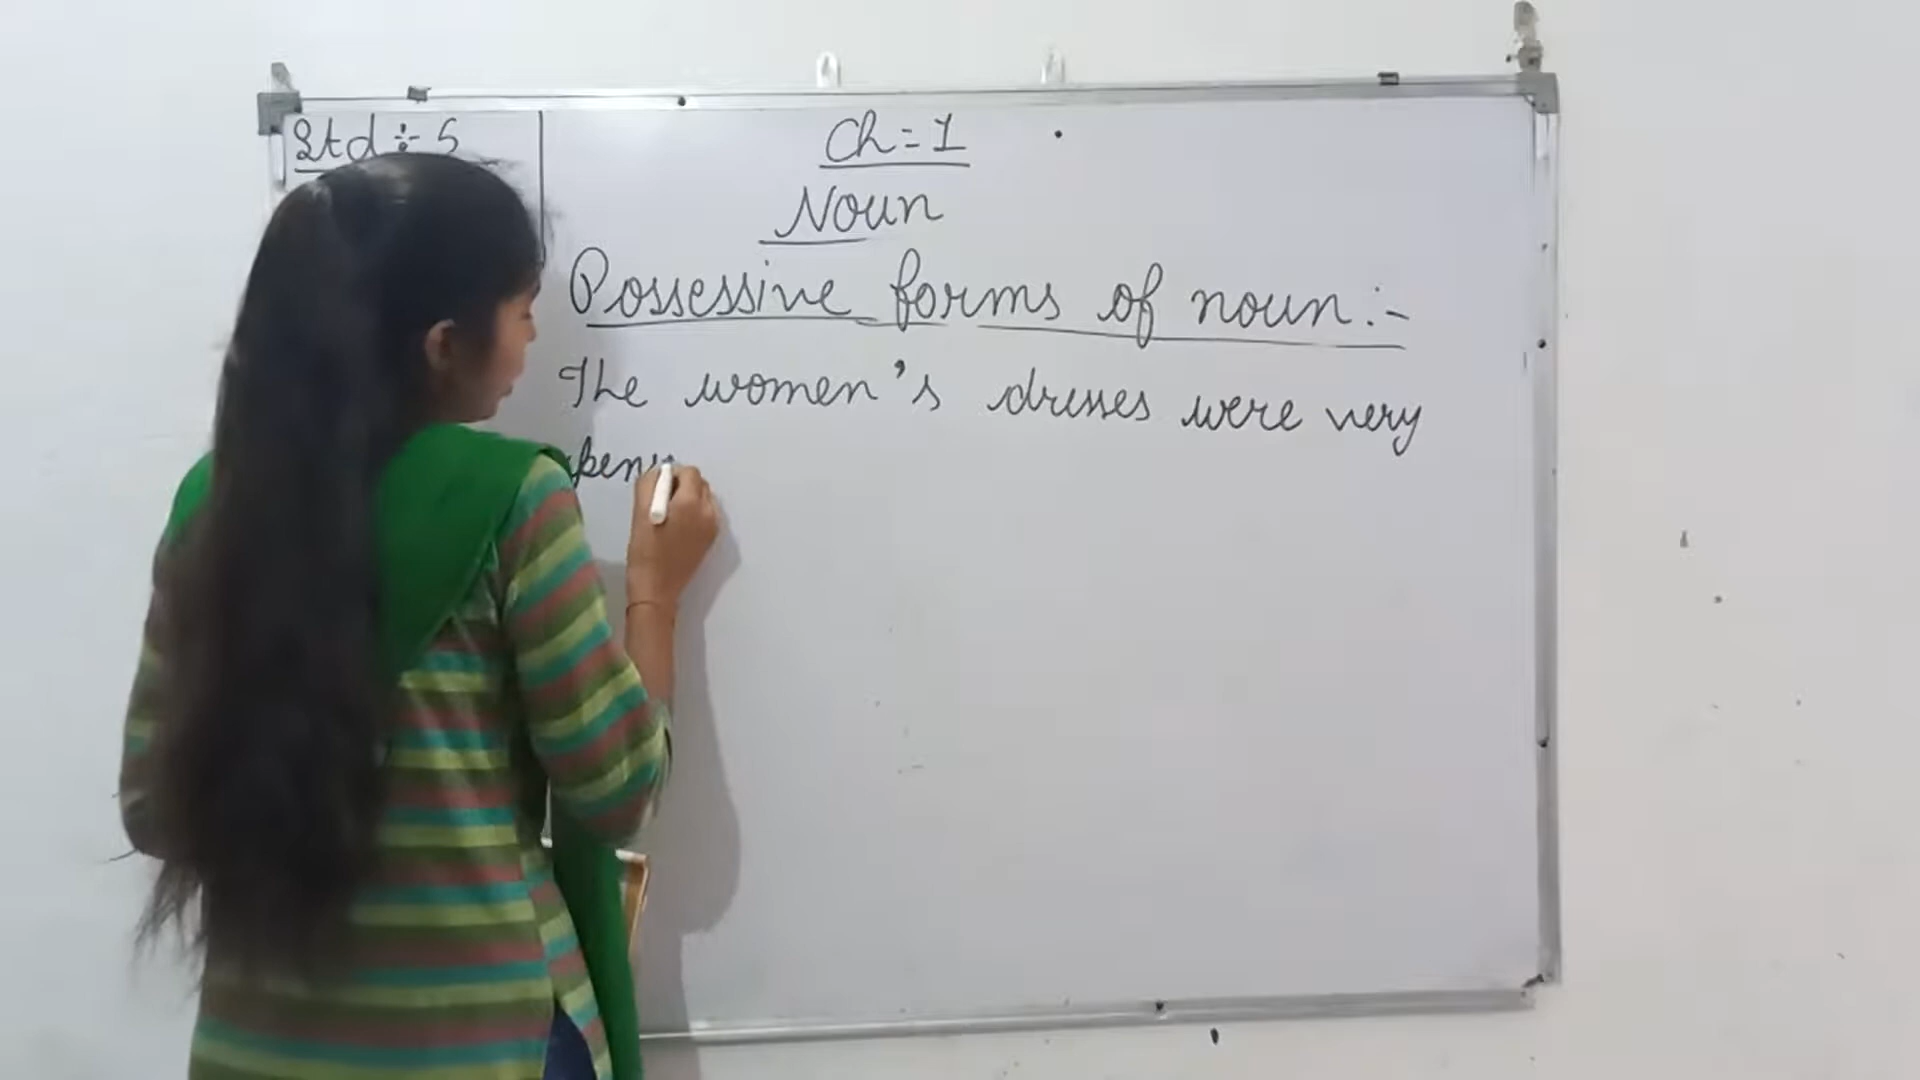 Std ÷ 5
Ch = 1
Noun
Possessive forms of noun :-
The women's dresses were very